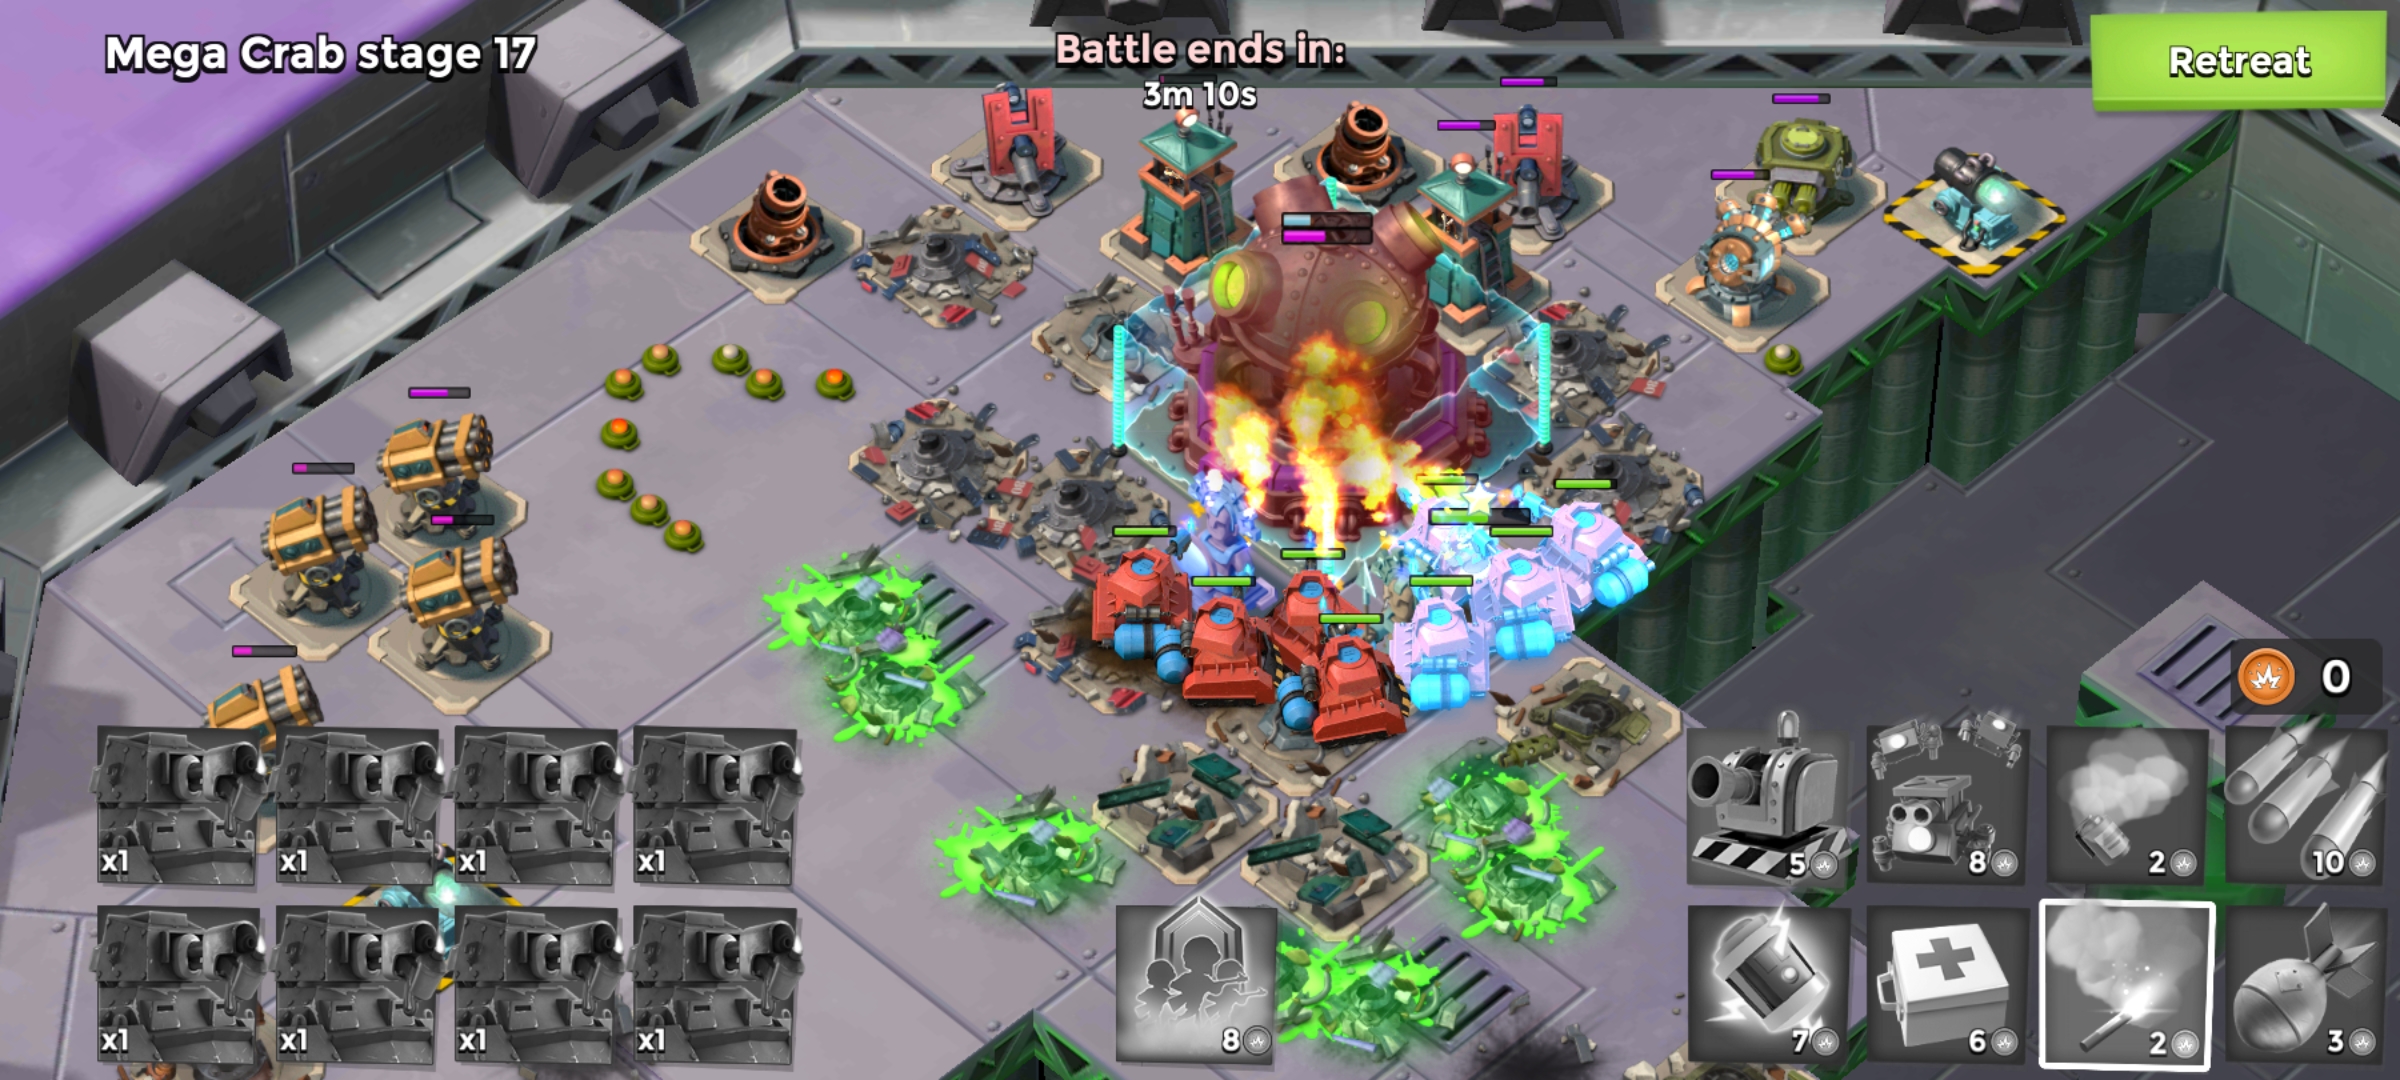 Mega Crab stage 17
Battle ends in:
3m 10s
Retreat
0
x1 x1 x1 x1
5 8 2 10
x1 x1 x1 x1
8 7 6 2 3